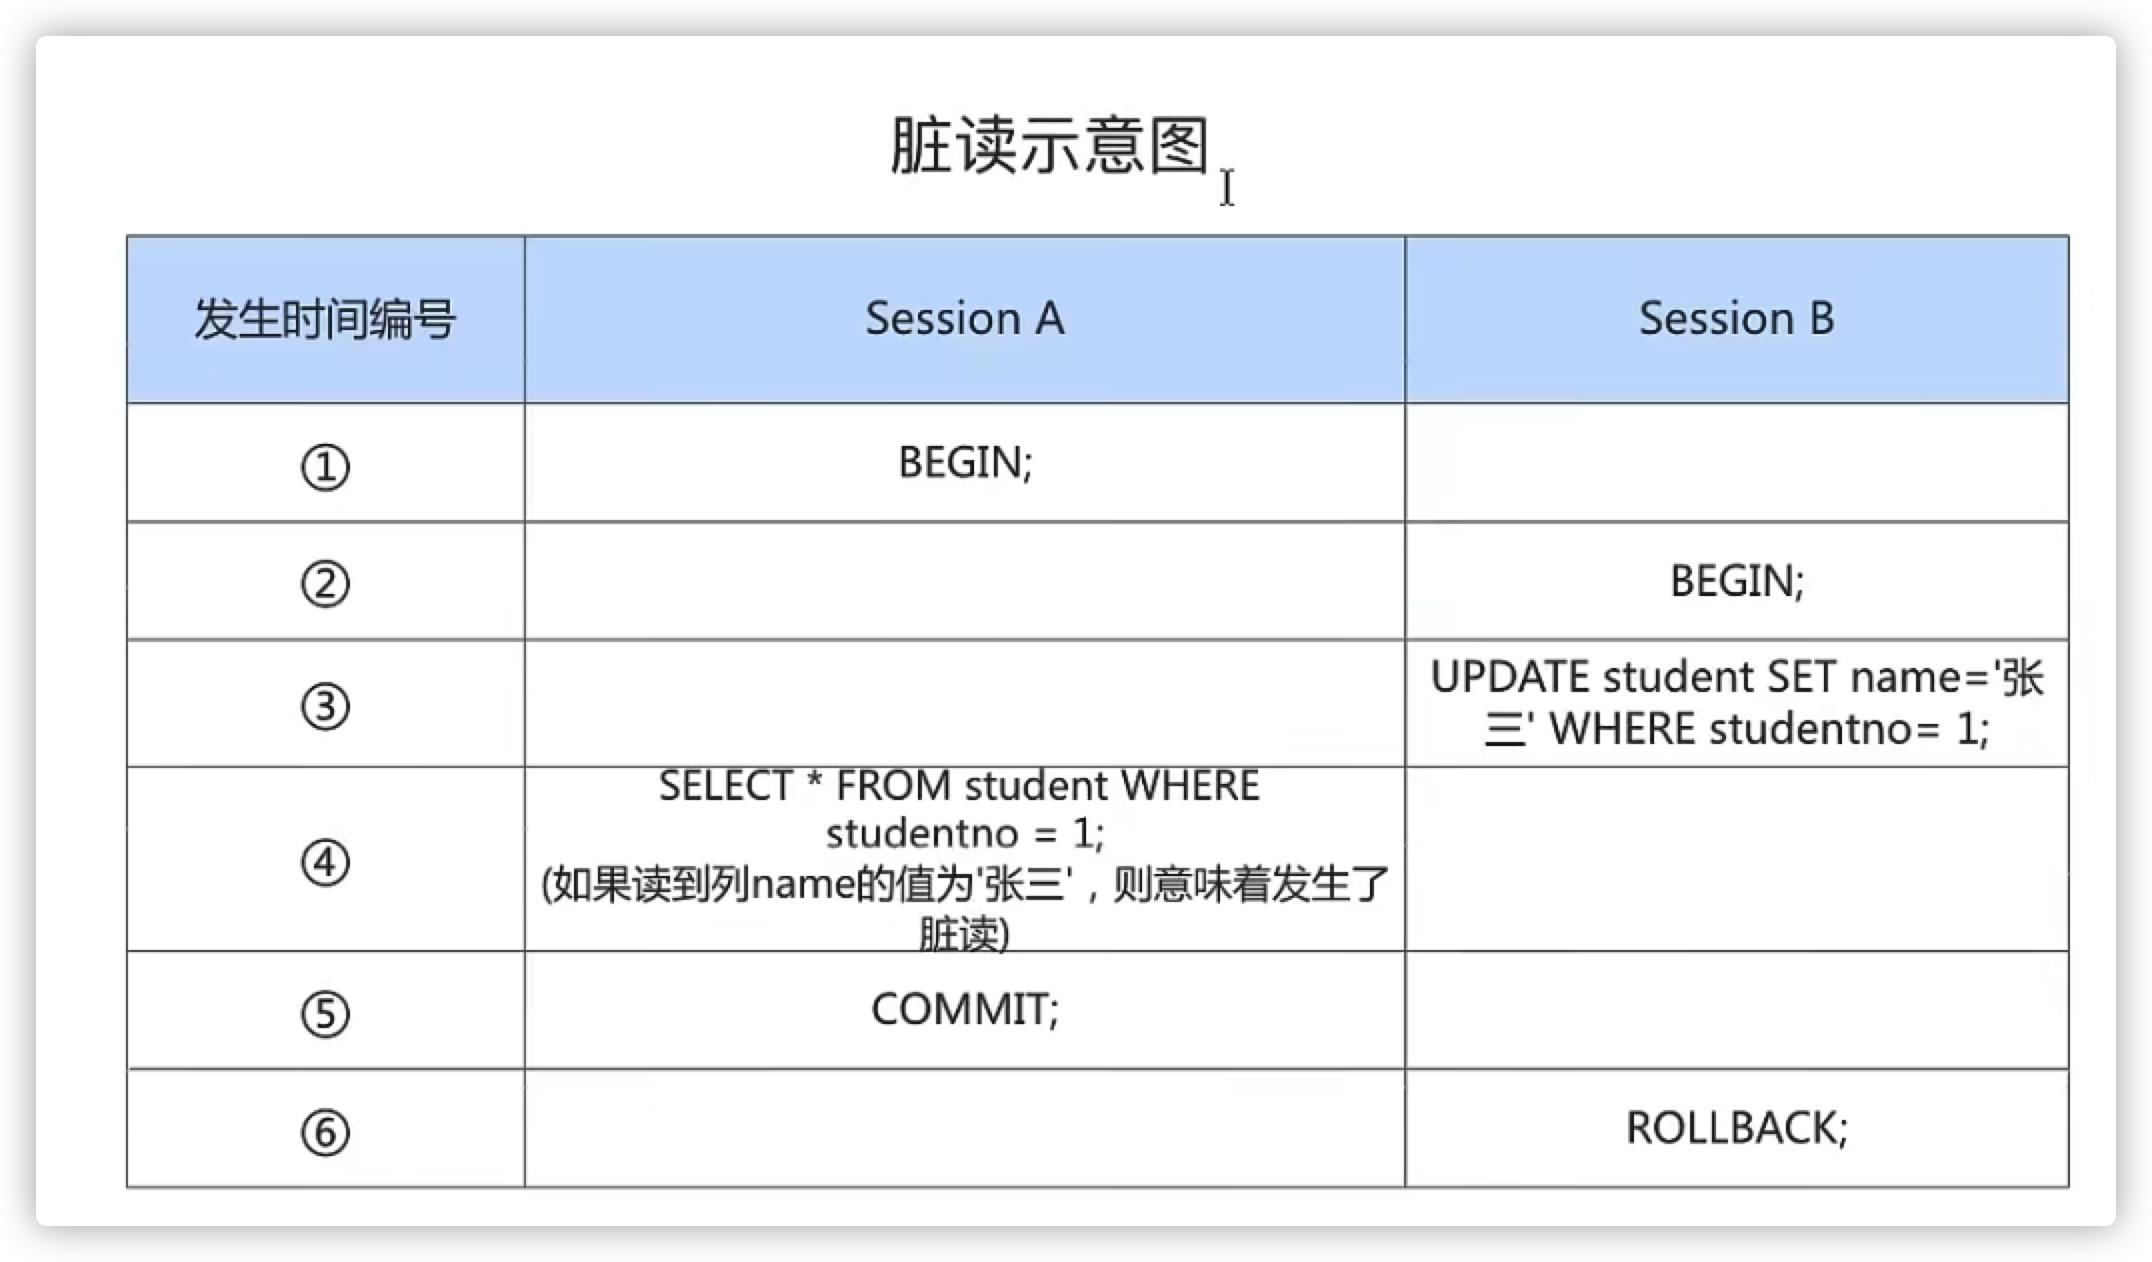 脏读示意图
发生时间编号
Session A
Session B
①
BEGIN;
②
BEGIN;
③
UPDATE student SET name='张
三' WHERE studentno= 1;
④
SELECT * FROM student WHERE
studentno = 1;
(如果读到列name的值为'张三'，则意味着发生了
脏读)
⑤
COMMIT;
⑥
ROLLBACK;